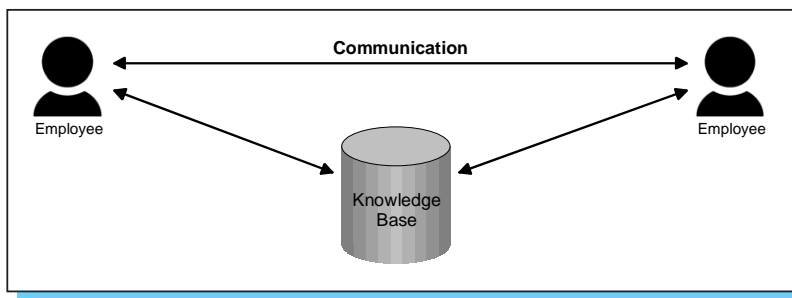 Communication
Employee
Employee
Knowledge
Base